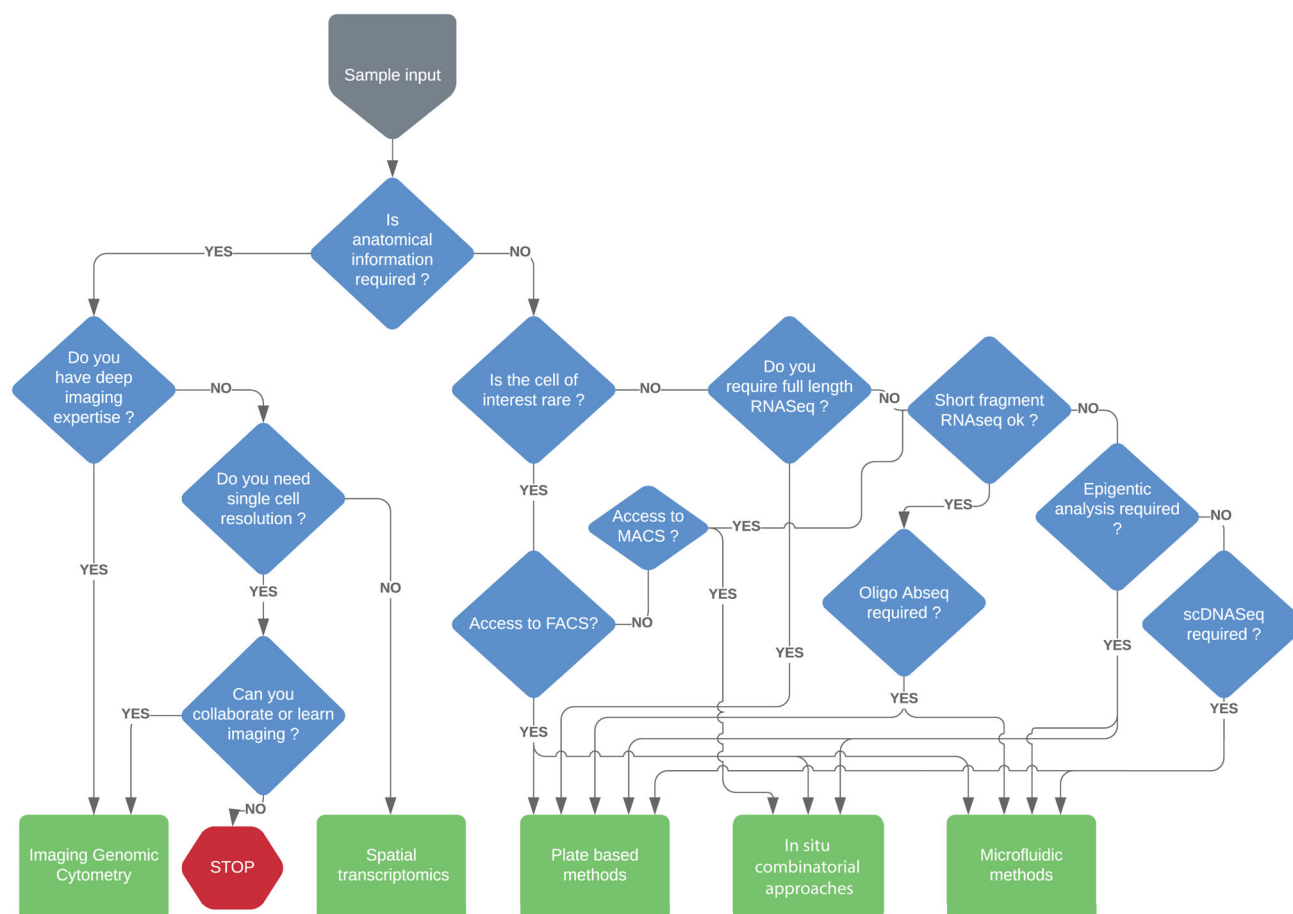 Sample input
Is
anatomical
information
required ?
YES
NO
Do you
have deep
imaging
expertise ?
NO
Is the cell of
interest rare ?
NO
Do you
require full length
RNASeq ?
NO
Short fragment
RNAseq ok ?
NO
Do you need
single cell
resolution ?
YES
Access to
MACS ?
YES
YES
Epigentic
analysis required
?
NO
YES
YES
NO
Access to FACS?
NO
YES
Oligo Abseq
required ?
YES
YES
scDNASeq
required ?
Can you
collaborate or learn
imaging ?
YES
NO
YES
YES
YES
Imaging Genomic
Cytometry
STOP
Spatial
transcriptomics
Plate based
methods
In situ
combinatorial
approaches
Microfluidic
methods